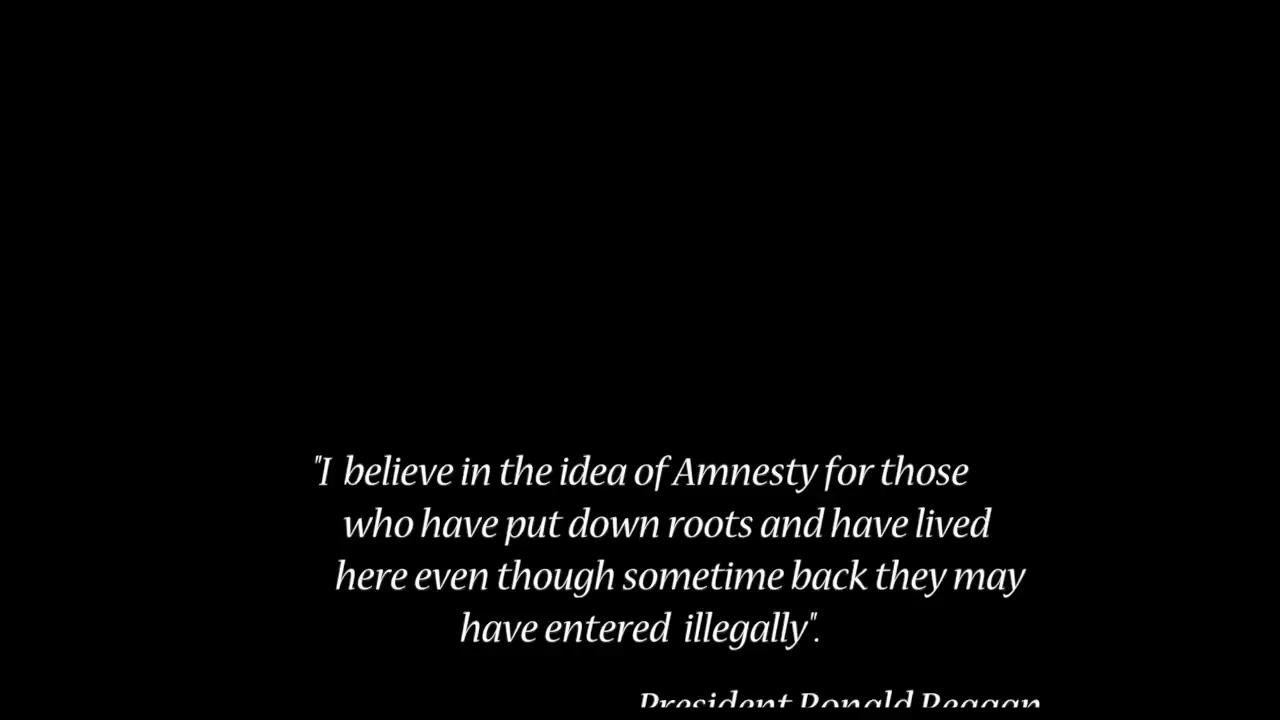 "I believe in the idea of Amnesty for those
who have put down roots and have lived
here even though sometime back they may
have entered illegally".
President Ronald Reagan